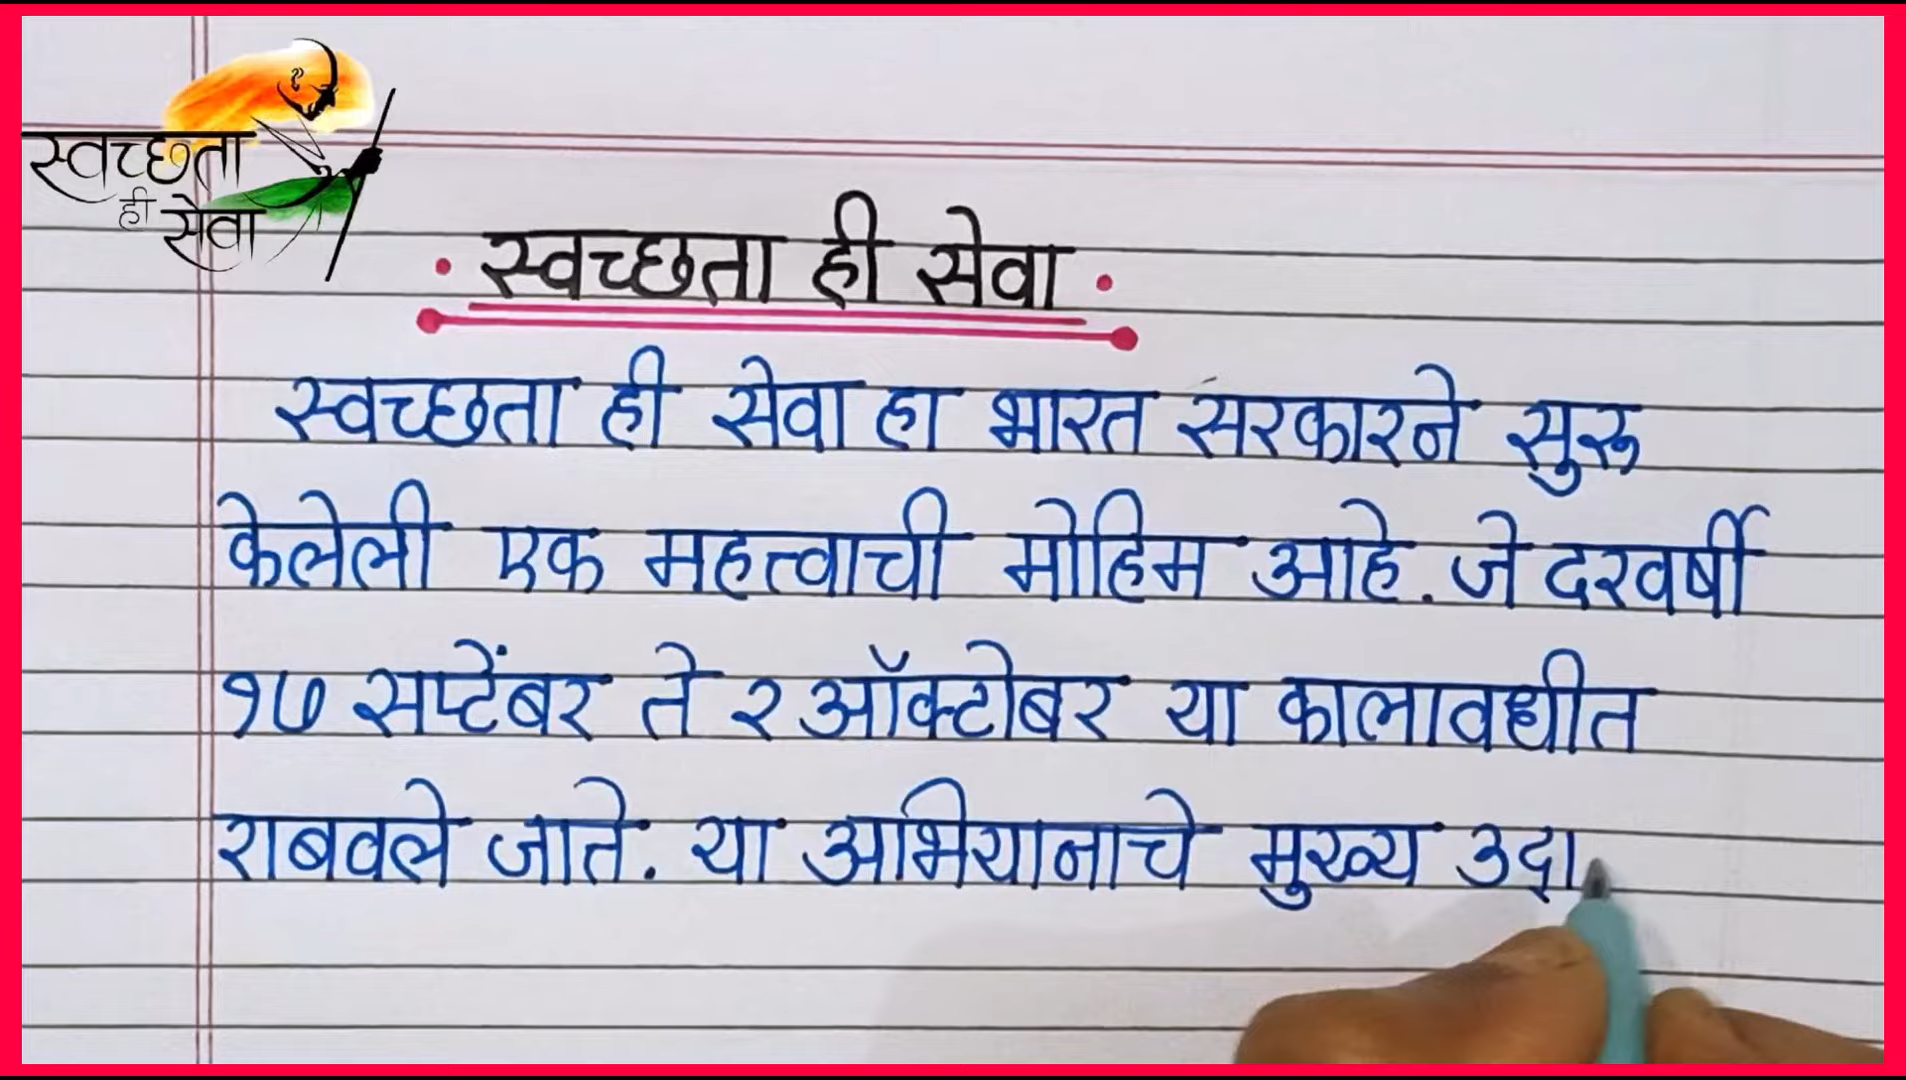 स्वच्छता
ही
सेवा
स्वच्छता ही सेवा
स्वच्छता ही सेवा हा भारत सरकारने सुरू
केलेली एक महत्त्वाची मोहिम आहे. जे दरवर्षी
१७ सप्टेंबर ते २ ऑक्टोबर या कालावधीत
राबवले जाते. या अभियानाचे मुख्य